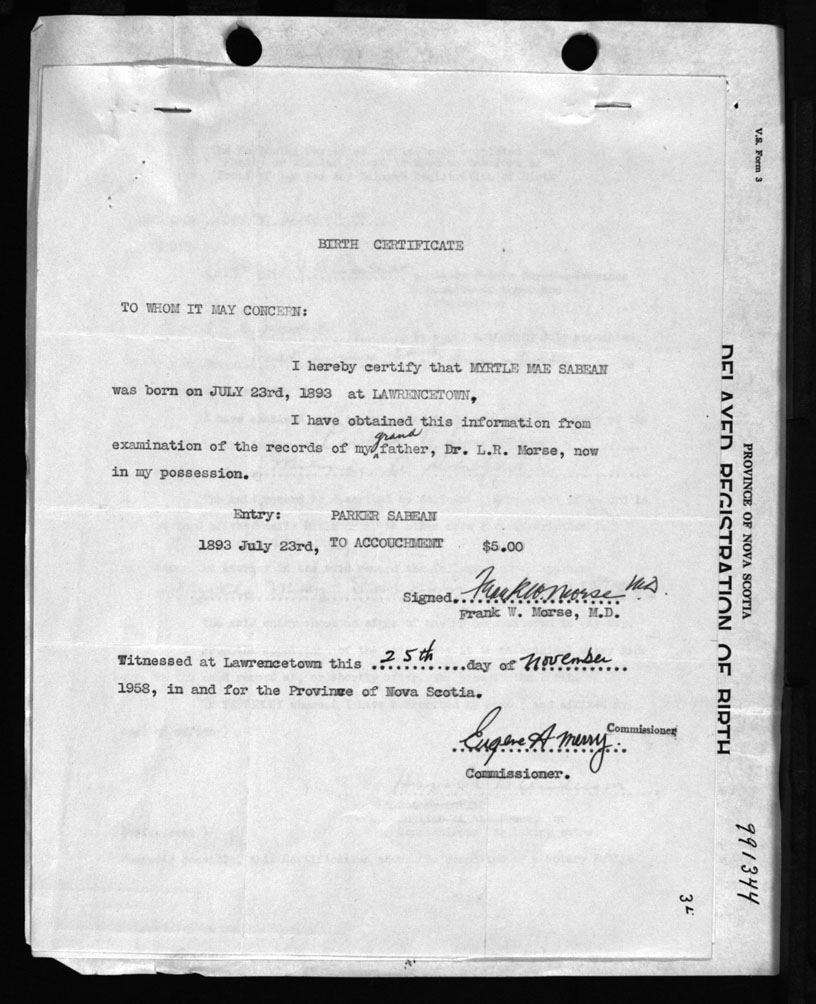 BIRTH CERTIFICATE
TO WHOM IT MAY CONCERN:
I hereby certify that MYRTLE MAE SABEAN
was born on JULY 23rd, 1893 at LAWRENCETOWN,
I have obtained this information from
grand
examination of the records of my father, Dr. L.R. Morse, now
in my possession.
Entry: PARKER SABEAN
1893 July 23rd, TO ACCOUCHMENT $5.00
Signed. Frank W Morse M.D.
Frank W. Morse, M.D.
Witnessed at Lawrencetown this ..25th..........day of November
1958, in and for the Province of Nova Scotia.
Eugene A Merry Commissioner
Commissioner.
V.S. Form 3
PROVINCE OF NOVA SCOTIA
DELAYED REGISTRATION OF BIRTH
991344